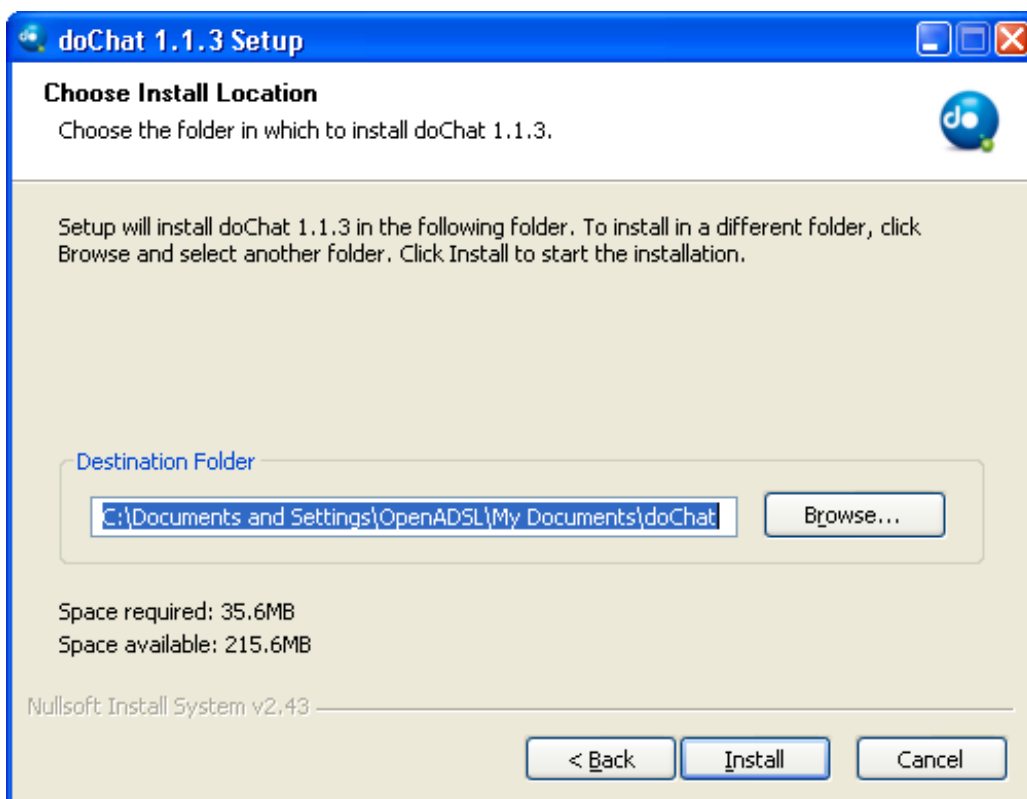 doChat 1.1.3 Setup
Choose Install Location
Choose the folder in which to install doChat 1.1.3.
do
Setup will install doChat 1.1.3 in the following folder. To install in a different folder, click
Browse and select another folder. Click Install to start the installation.
Destination Folder
C:\Documents and Settings\OpenADSL\My Documents\doChat
Browse...
Space required: 35.6MB
Space available: 215.6MB
Nullsoft Install System v2.43
< Back
Install
Cancel